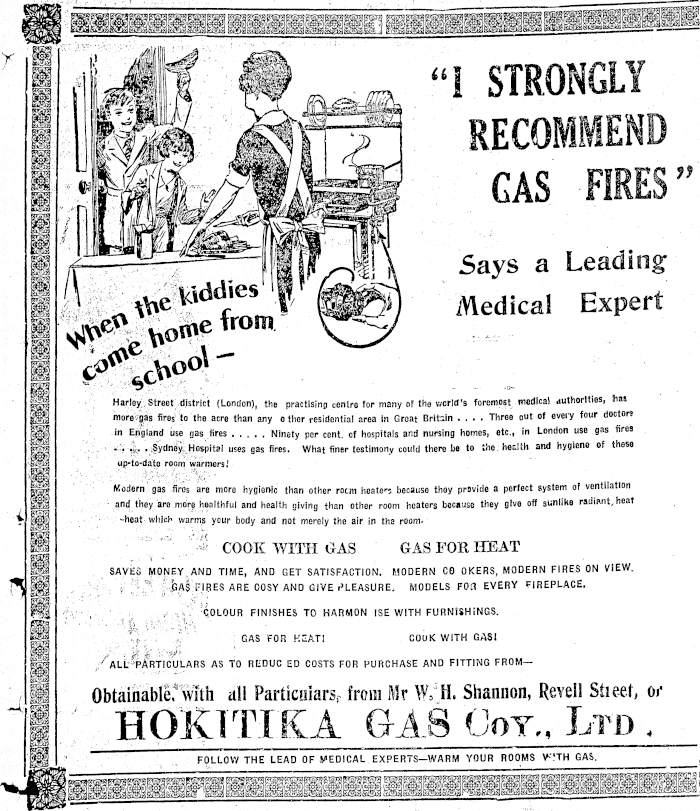 “I STRONGLY
RECOMMEND
GAS FIRES”
Says a Leading
Medical Expert
When the kiddies
come home from
school —
Harley Street district (London), the practising centre for many of the world's foremost medical authorities, has
more gas fires to the acre than any other residential area in Great Britain . . . . Three out of every four doctors
in England use gas fires . . . . . Ninety per cent. of hospitals and nursing homes, etc., in London use gas fires
. . . . . Sydney Hospital uses gas fires. What finer testimony could there be to the health and hygiene of these
up-to-date room warmers!
Modern gas fires are more hygienic than other room heaters because they provide a perfect system of ventilation
and they are more healthful and health giving than other room heaters because they give off sunlike radiant heat
-heat which warms your body and not merely the air in the room.
COOK WITH GAS GAS FOR HEAT
SAVES MONEY AND TIME, AND GET SATISFACTION. MODERN CO OKERS, MODERN FIRES ON VIEW.
GAS FIRES ARE COSY AND GIVE PLEASURE. MODELS FOR EVERY FIREPLACE.
COLOUR FINISHES TO HARMON ISE WITH FURNISHINGS.
GAS FOR HEAT! COOK WITH GAS!
ALL PARTICULARS AS TO REDUC ED COSTS FOR PURCHASE AND FITTING FROM—
Obtainable, with all Particulars, from Mr W. H. Shannon, Revell Street, or
HOKITIKA GAS COY., LTD.
FOLLOW THE LEAD OF MEDICAL EXPERTS—WARM YOUR ROOMS WITH GAS.